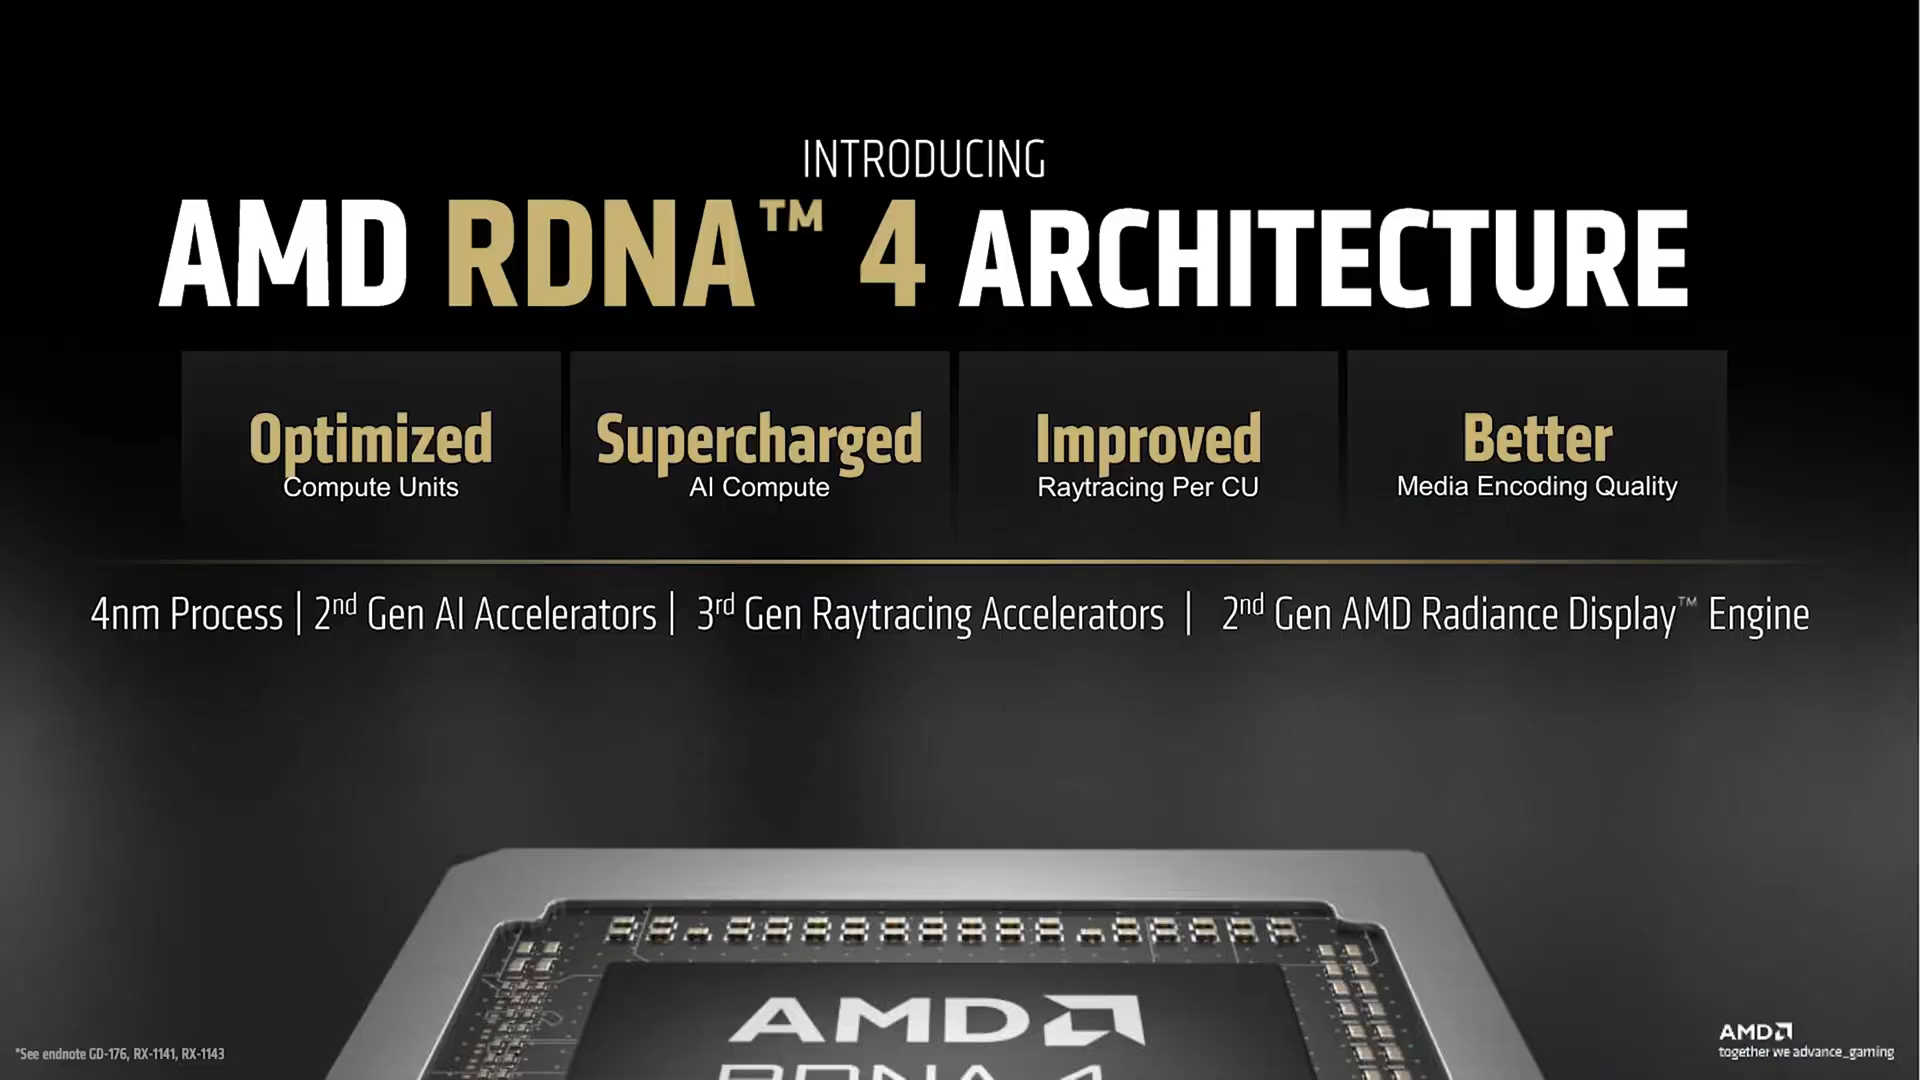 INTRODUCING
AMD RDNA™ 4 ARCHITECTURE
Optimized
Compute Units
Supercharged
AI Compute
Improved
Raytracing Per CU
Better
Media Encoding Quality
4nm Process | 2nd Gen AI Accelerators | 3rd Gen Raytracing Accelerators | 2nd Gen AMD Radiance Display™ Engine
AMD
RDNA 4
*See endnote GD-176, RX-1141, RX-1143
AMD
together we advance_gaming